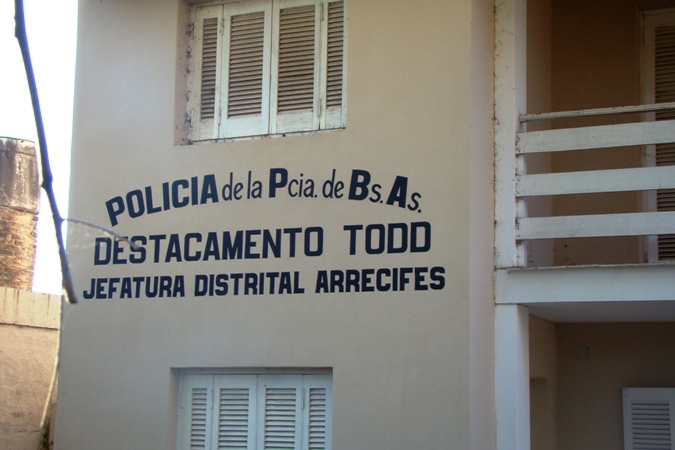 POLICIA de la Pcia. de Bs. As.
DESTACAMENTO TODD
JEFATURA DISTRITAL ARRECIFES